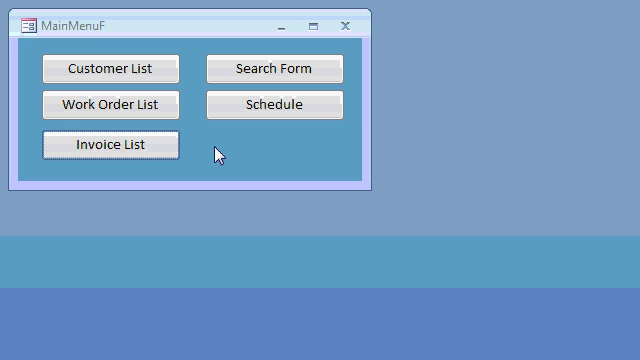 MainMenuF
Customer List
Search Form
Work Order List
Schedule
Invoice List